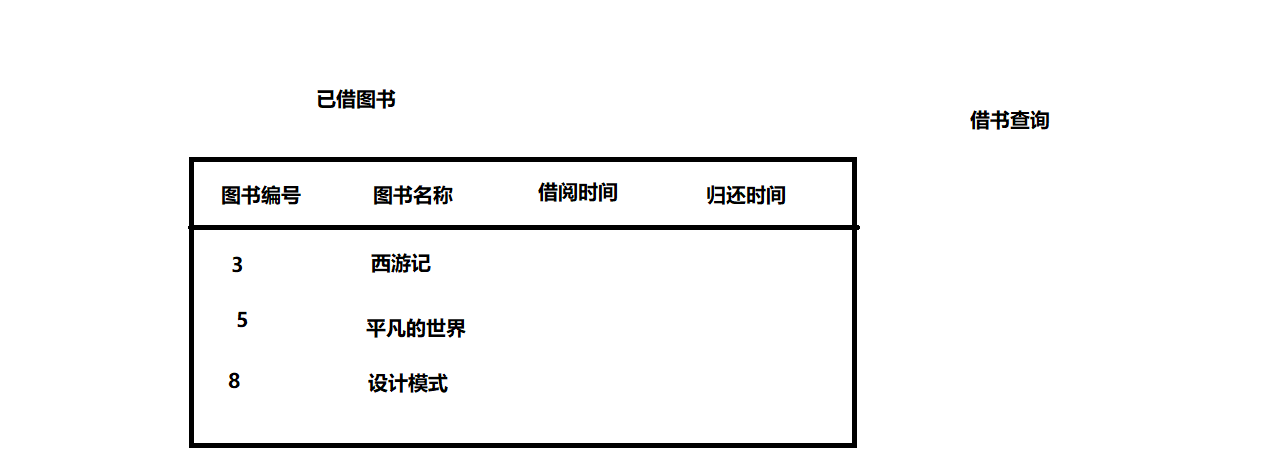 已借图书
借书查询
图书编号 图书名称 借阅时间 归还时间
3 西游记
5 平凡的世界
8 设计模式